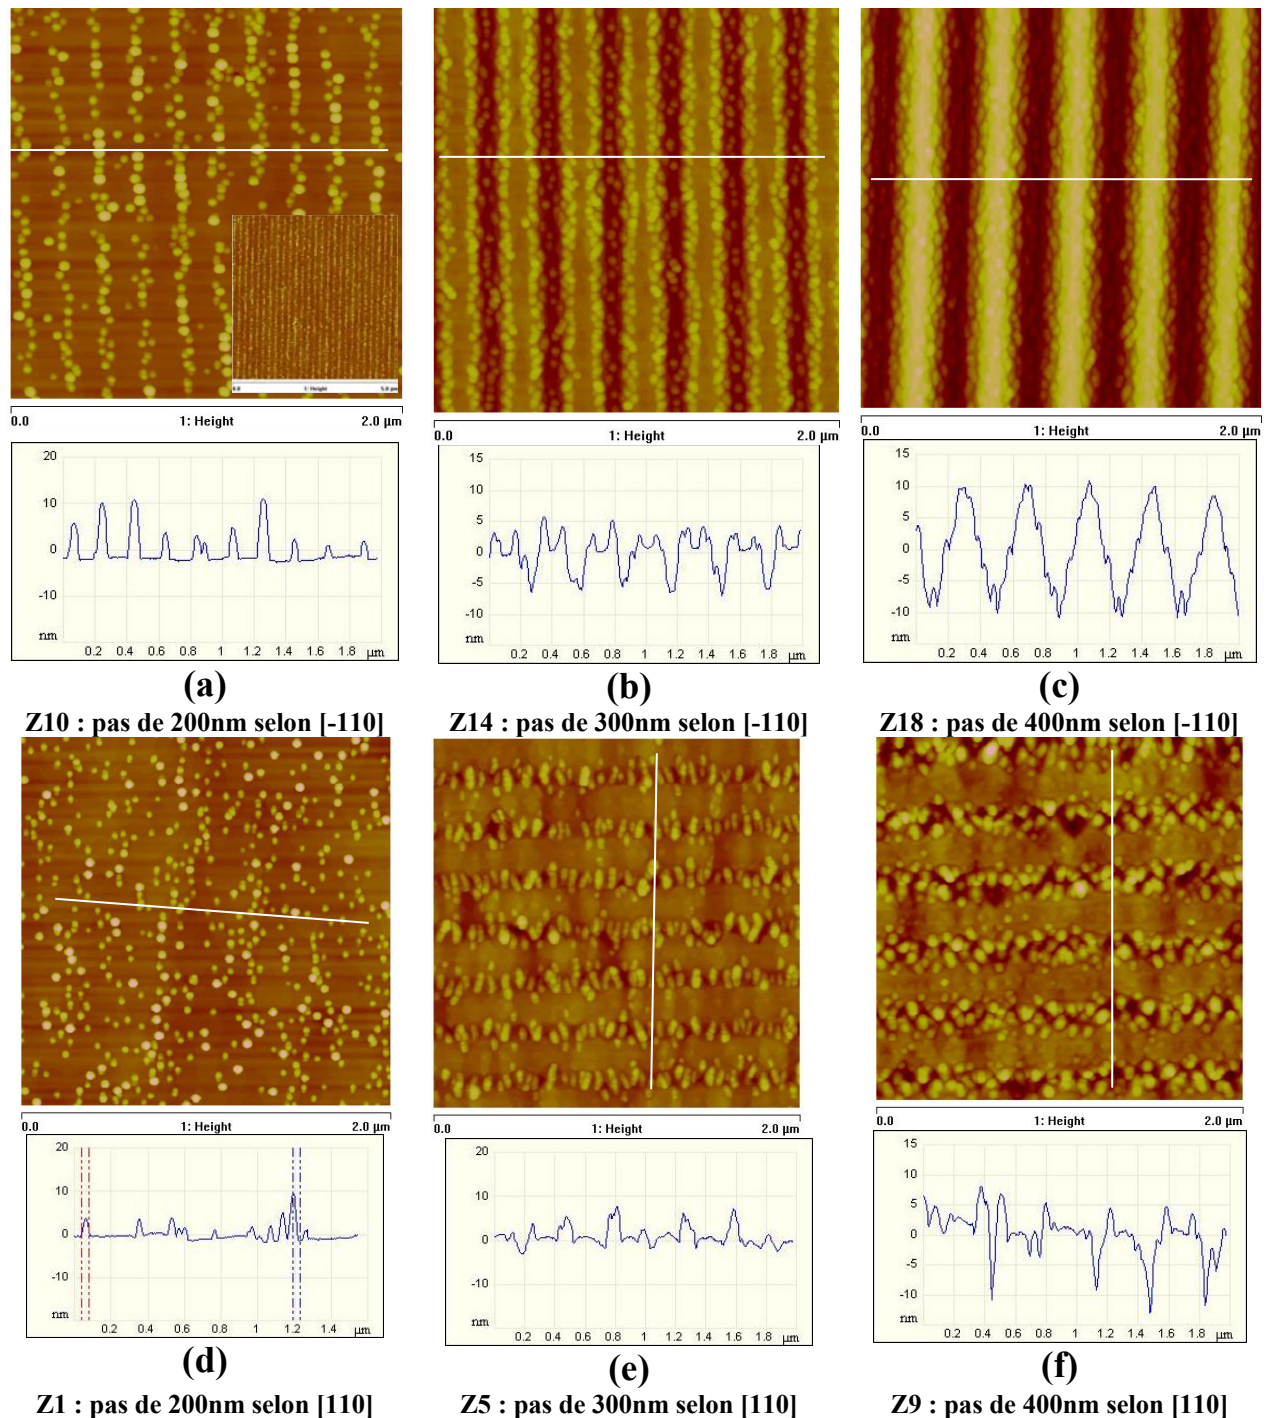 0.0 1: Height 5.0 µm
0.0 1: Height 2.0 µm
0.0 1: Height 2.0 µm
0.0 1: Height 2.0 µm
20
10
0
-10
nm
0.2 0.4 0.6 0.8 1 1.2 1.4 1.6 1.8 µm
15
10
5
0
-5
-10
nm
0.2 0.4 0.6 0.8 1 1.2 1.4 1.6 1.8 µm
15
10
5
0
-5
-10
nm
0.2 0.4 0.6 0.8 1 1.2 1.4 1.6 1.8 µm
(a)
(b)
(c)
Z10 : pas de 200nm selon [-110]
Z14 : pas de 300nm selon [-110]
Z18 : pas de 400nm selon [-110]
0.0 1: Height 2.0 µm
0.0 1: Height 2.0 µm
0.0 1: Height 2.0 µm
20
10
0
-10
nm
0.2 0.4 0.6 0.8 1 1.2 1.4 µm
20
10
0
-10
nm
0.2 0.4 0.6 0.8 1 1.2 1.4 1.6 1.8 µm
15
10
5
0
-5
-10
nm
0.2 0.4 0.6 0.8 1 1.2 1.4 1.6 1.8 µm
(d)
(e)
(f)
Z1 : pas de 200nm selon [110]
Z5 : pas de 300nm selon [110]
Z9 : pas de 400nm selon [110]